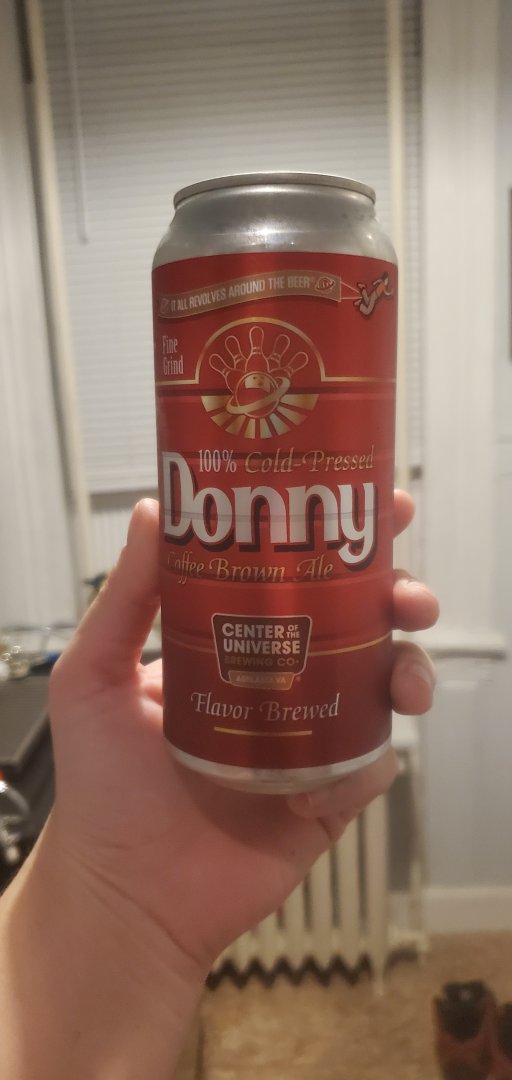 IT ALL REVOLVES AROUND THE BEER
Fine
Grind
100% Cold-Pressed
Donny
Coffee Brown Ale
CENTER OF THE
UNIVERSE
BREWING CO.
ASHLAND, VA
Flavor Brewed